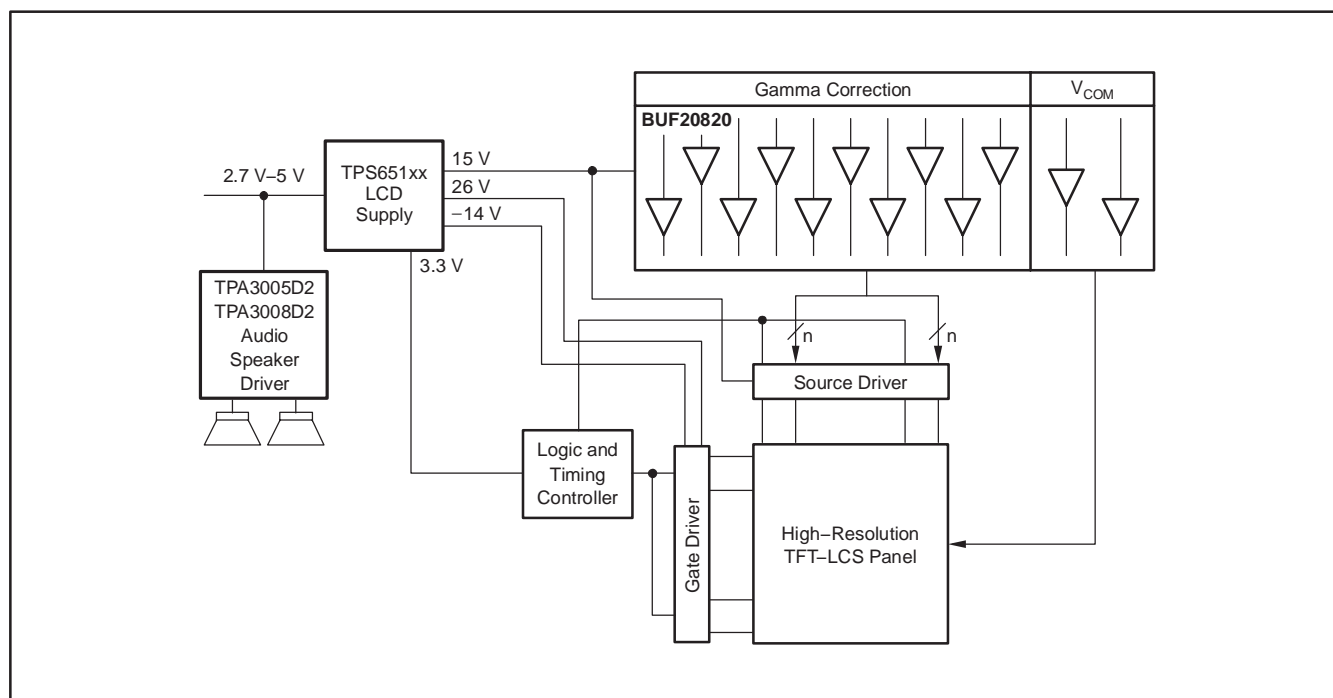 Gamma Correction
V_COM
BUF20820
2.7 V–5 V
TPS651xx
LCD
Supply
15 V
26 V
–14 V
3.3 V
TPA3005D2
TPA3008D2
Audio
Speaker
Driver
n
n
Source Driver
Logic and
Timing
Controller
Gate Driver
High–Resolution
TFT–LCS Panel